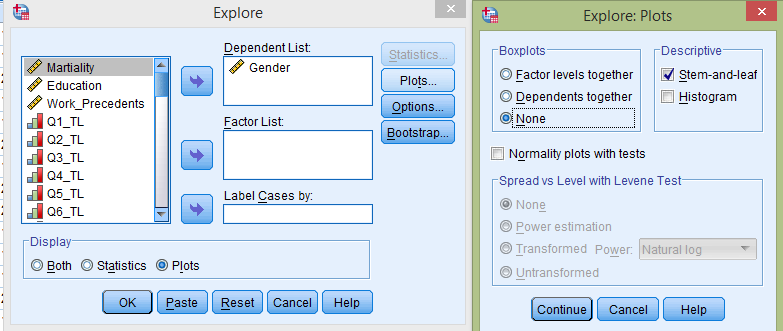 Explore
Dependent List:
Martiality
Education
Work_Precedents
Q1_TL
Q2_TL
Q3_TL
Q4_TL
Q5_TL
Q6_TL
Gender
Factor List:
Label Cases by:
Statistics...
Plots...
Options...
Bootstrap...
Display
Both
Statistics
Plots
OK
Paste
Reset
Cancel
Help
Explore: Plots
Boxplots
Factor levels together
Dependents together
None
Descriptive
Stem-and-leaf
Histogram
Normality plots with tests
Spread vs Level with Levene Test
None
Power estimation
Transformed Power: Natural log
Untransformed
Continue
Cancel
Help